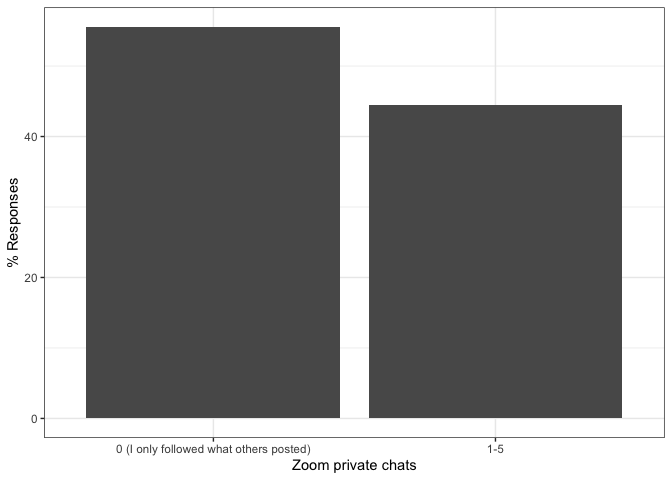 % Responses
40
20
0
0 (I only followed what others posted)
1-5
Zoom private chats